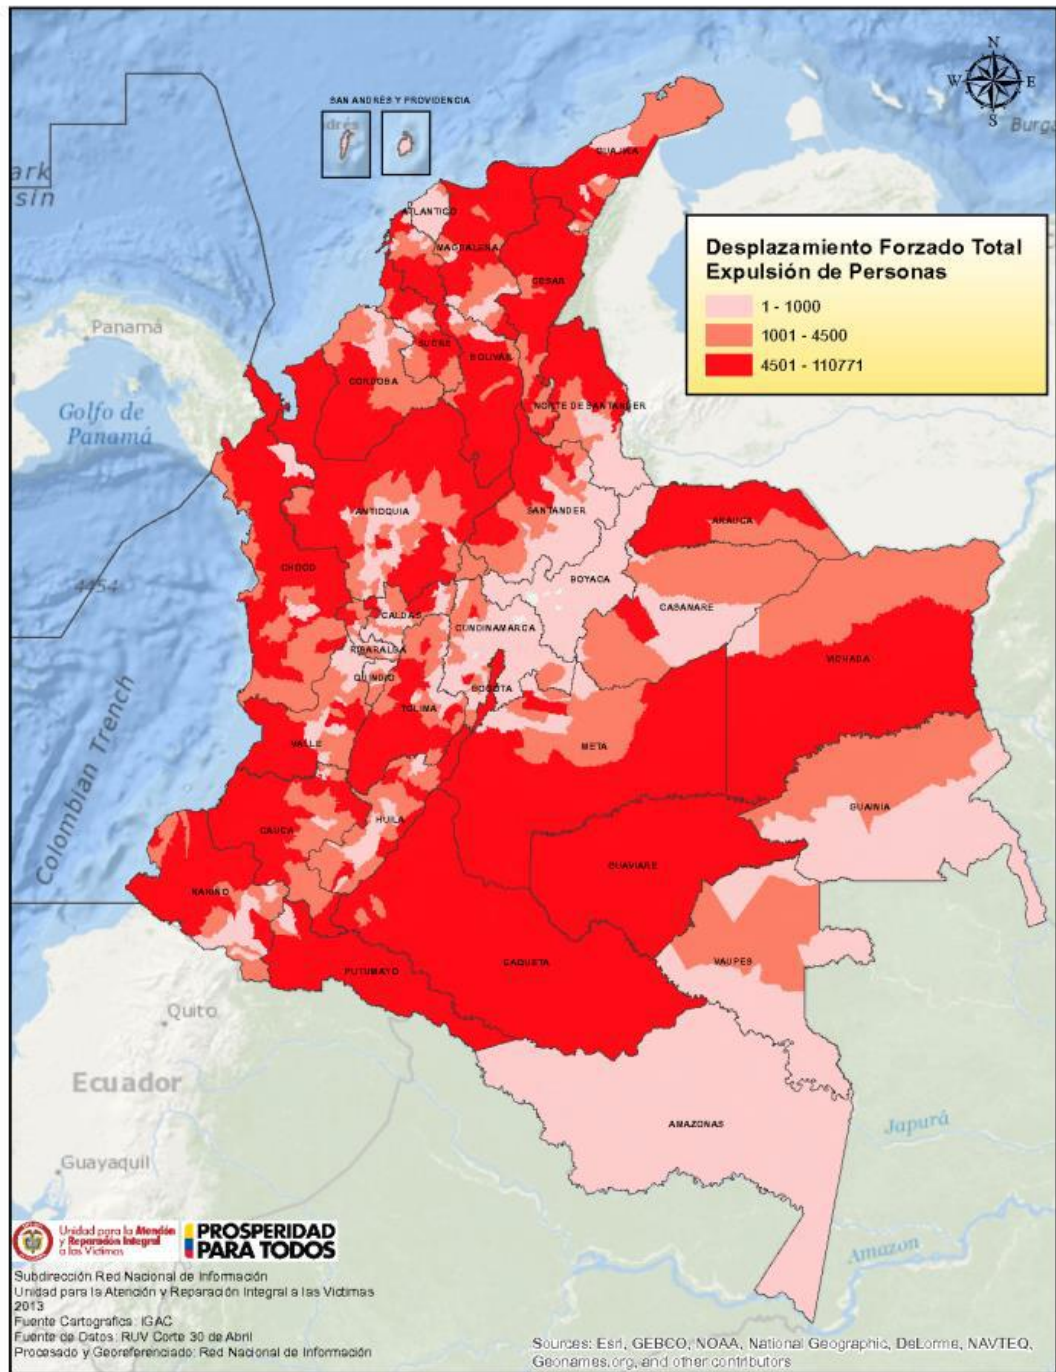 N
W E
S
SAN ANDRÉS Y PROVIDENCIA
drés
Burga
ark
sin
GUAJIRA
ATLANTICO
MAGDALENA
Desplazamiento Forzado Total
Expulsión de Personas
1 - 1000
1001 - 4500
4501 - 110771
CESAR
Panamá
SUCRE
BOLIVAR
CORDOBA
NORTE DE SANTANDER
Golfo de
Panamá
ANTIOQUIA
SANTANDER
ARAUCA
CHOCO
BOYACA
4454
CASANARE
CALDAS
CUNDINAMARCA
RISARALDA
VICHADA
QUINDIO
BOGOTA
TOLIMA
VALLE
META
Colombian Trench
GUAINIA
HUILA
CAUCA
GUAVIARE
NARIÑO
CAQUETA
VAUPES
PUTUMAYO
Quito
Ecuador
AMAZONAS
Japurá
Guayaquil
Amazon
Unidad para la Atención
y Reparación Integral
a las Víctimas
PROSPERIDAD
PARA TODOS
Subdirección Red Nacional de Información
Unidad para la Atención y Reparación Integral a las Victimas
2013
Fuente Cartografica: IGAC
Fuente de Datos: RUV Corte 30 de Abril
Procesado y Georeferenciado: Red Nacional de Información
Sources: Esri, GEBCO, NOAA, National Geographic, DeLorme, NAVTEQ,
Geonames.org, and other contributors